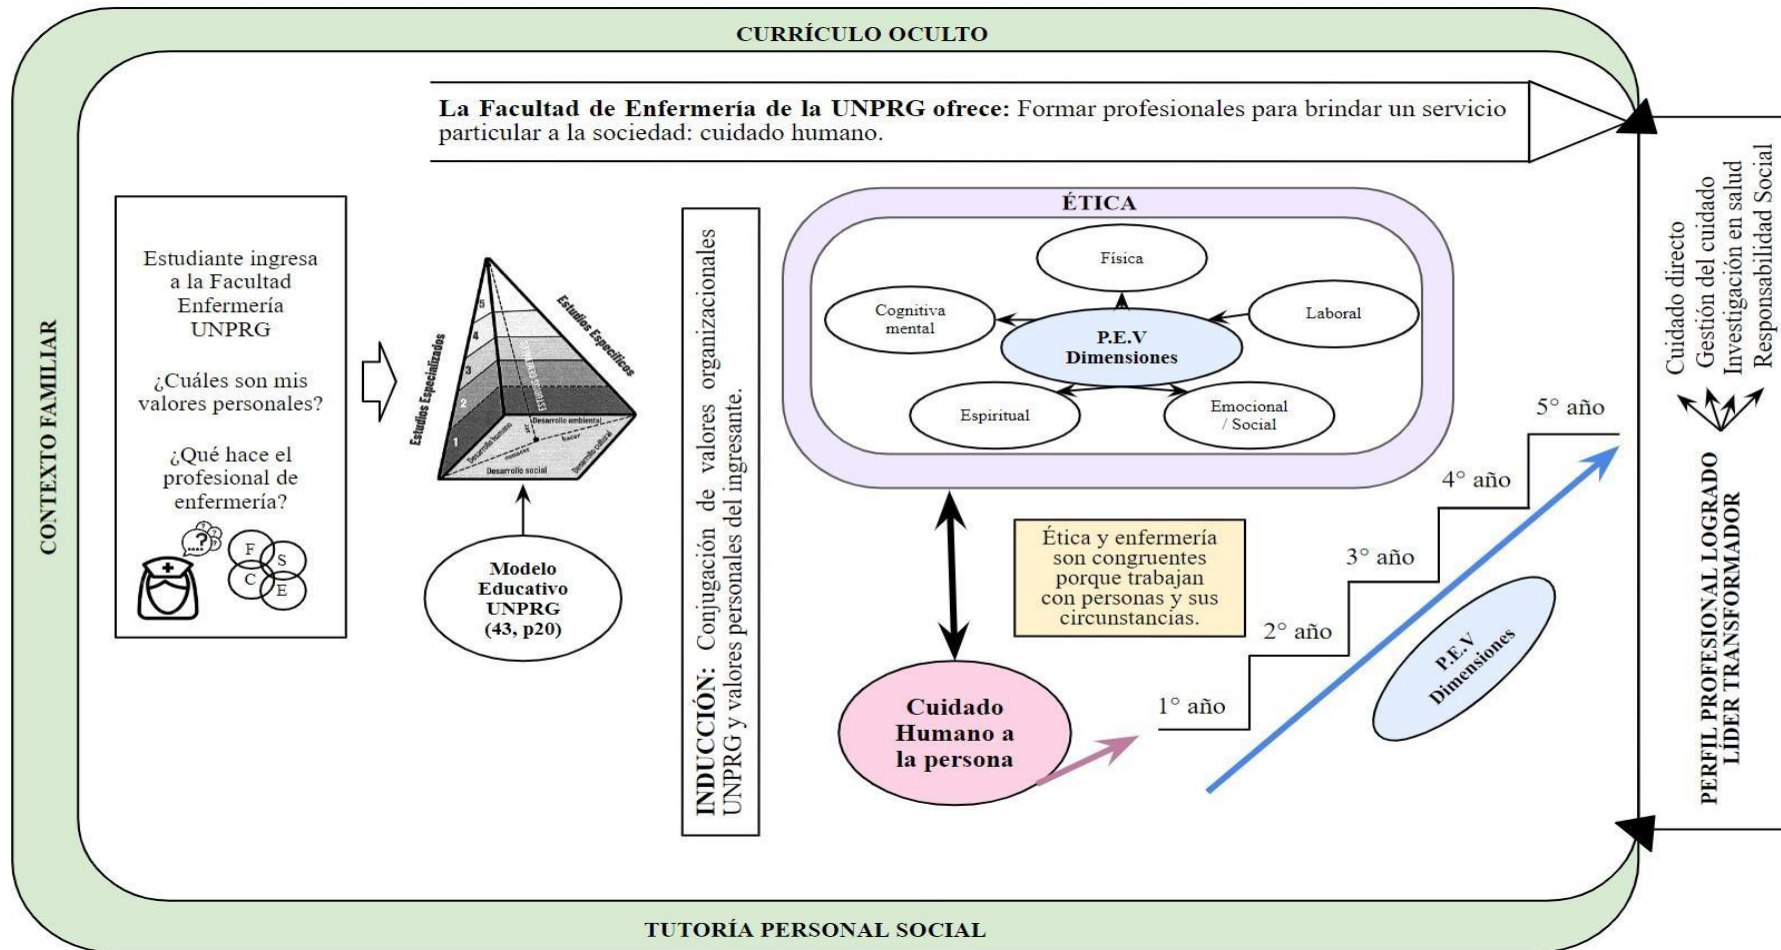 CURRÍCULO OCULTO
La Facultad de Enfermería de la UNPRG ofrece: Formar profesionales para brindar un servicio
particular a la sociedad: cuidado humano.
CONTEXTO FAMILIAR
Estudiante ingresa
a la Facultad
Enfermería
UNPRG
¿Cuáles son mis
valores personales?
¿Qué hace el
profesional de
enfermería?
....?
?
?
?
F
S
C
E
Estudios Especializados
Estudios Específicos
ESTUDIOS GENERALES
5
4
3
2
1
Desarrollo humano
Desarrollo ambiental
Desarrollo social
Desarrollo cultural
ser
hacer
conocer
Modelo
Educativo
UNPRG
(43, p20)
INDUCCIÓN: Conjugación de valores organizacionales
UNPRG y valores personales del ingresante.
ÉTICA
Física
Cognitiva
mental
Laboral
P.E.V
Dimensiones
Espiritual
Emocional
/ Social
Ética y enfermería
son congruentes
porque trabajan
con personas y sus
circunstancias.
Cuidado
Humano a
la persona
1° año
2° año
3° año
4° año
5° año
P.E.V
Dimensiones
Cuidado directo
Gestión del cuidado
Investigación en salud
Responsabilidad Social
PERFIL PROFESIONAL LOGRADO
LÍDER TRANSFORMADOR
TUTORÍA PERSONAL SOCIAL